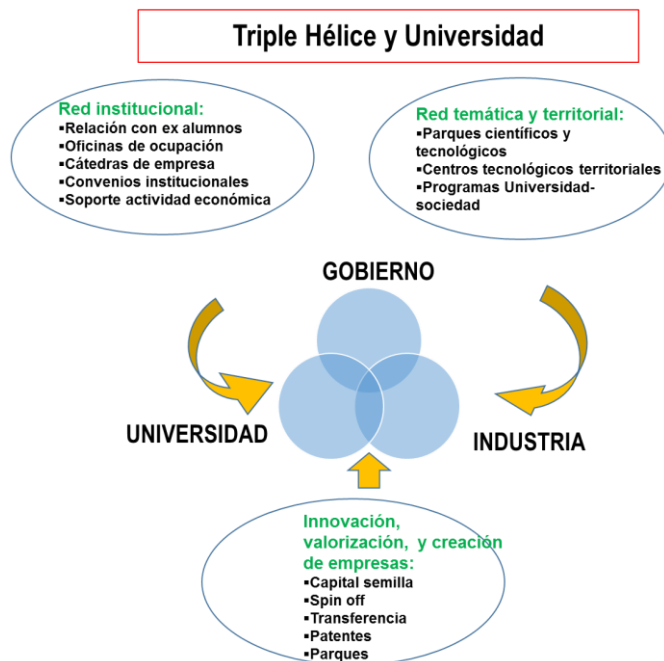 Triple Hélice y Universidad
Red institucional:
▪Relación con ex alumnos
▪Oficinas de ocupación
▪Cátedras de empresa
▪Convenios institucionales
▪Soporte actividad económica
Red temática y territorial:
▪Parques científicos y
tecnológicos
▪Centros tecnológicos territoriales
▪Programas Universidad-
sociedad
GOBIERNO
UNIVERSIDAD
INDUSTRIA
Innovación,
valorización, y creación
de empresas:
▪Capital semilla
▪Spin off
▪Transferencia
▪Patentes
▪Parques